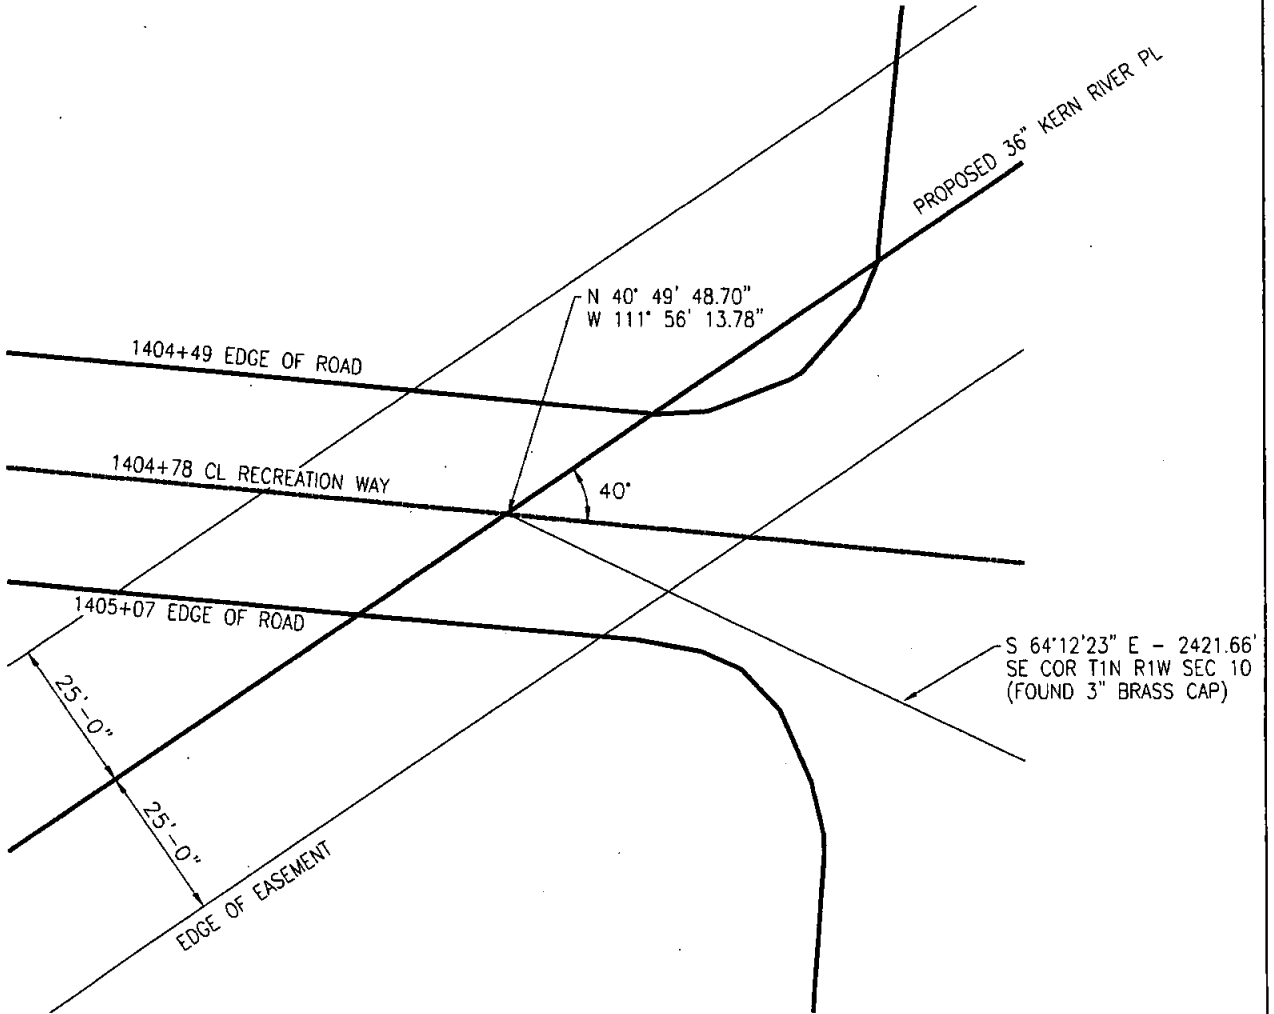 PROPOSED 36" KERN RIVER PL
N 40° 49' 48.70"
W 111° 56' 13.78"
1404+49 EDGE OF ROAD
1404+78 CL RECREATION WAY
40°
1405+07 EDGE OF ROAD
S 64°12'23" E - 2421.66'
SE COR T1N R1W SEC 10
(FOUND 3" BRASS CAP)
25'-0"
25'-0"
EDGE OF EASEMENT